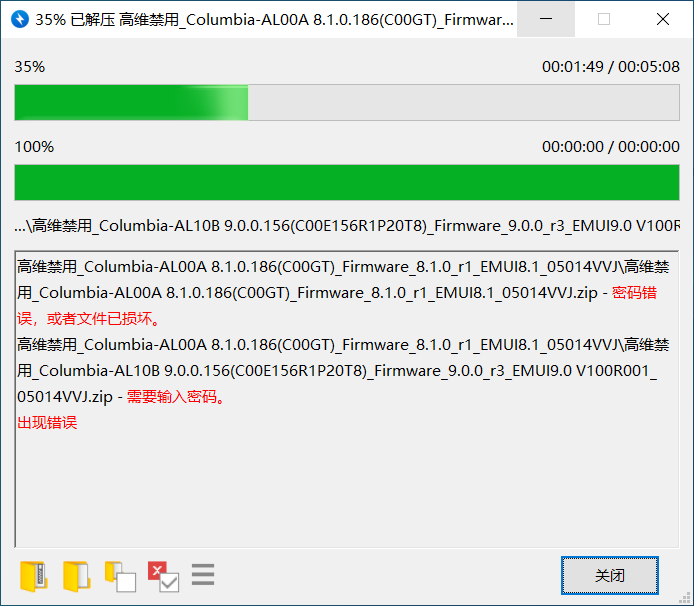 35% 已解压 高维禁用_Columbia-AL00A 8.1.0.186(C00GT)_Firmwar...
35% 00:01:49 / 00:05:08
100% 00:00:00 / 00:00:00
...\高维禁用_Columbia-AL10B 9.0.0.156(C00E156R1P20T8)_Firmware_9.0.0_r3_EMUI9.0 V100R
高维禁用_Columbia-AL00A 8.1.0.186(C00GT)_Firmware_8.1.0_r1_EMUI8.1_05014VVJ\高维禁
用_Columbia-AL00A 8.1.0.186(C00GT)_Firmware_8.1.0_r1_EMUI8.1_05014VVJ.zip - 密码错
误，或者文件已损坏。
高维禁用_Columbia-AL00A 8.1.0.186(C00GT)_Firmware_8.1.0_r1_EMUI8.1_05014VVJ\高维禁
用_Columbia-AL10B 9.0.0.156(C00E156R1P20T8)_Firmware_9.0.0_r3_EMUI9.0 V100R001_
05014VVJ.zip - 需要输入密码。
出现错误
关闭